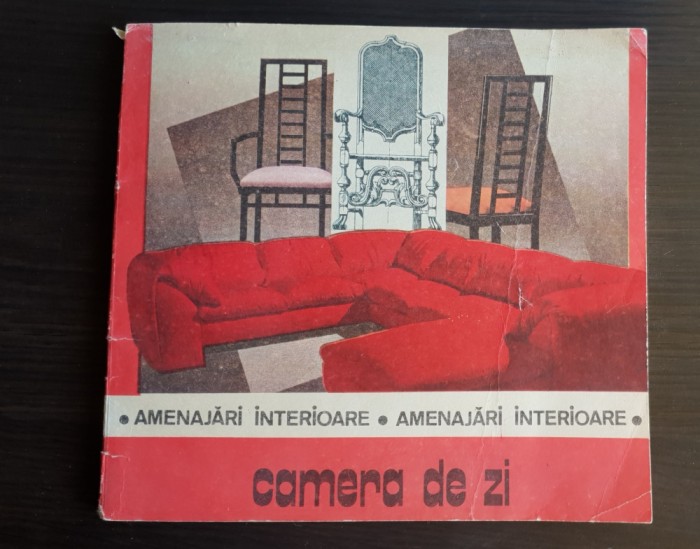 • AMENAJĂRI INTERIOARE • AMENAJĂRI INTERIOARE •
camera de zi